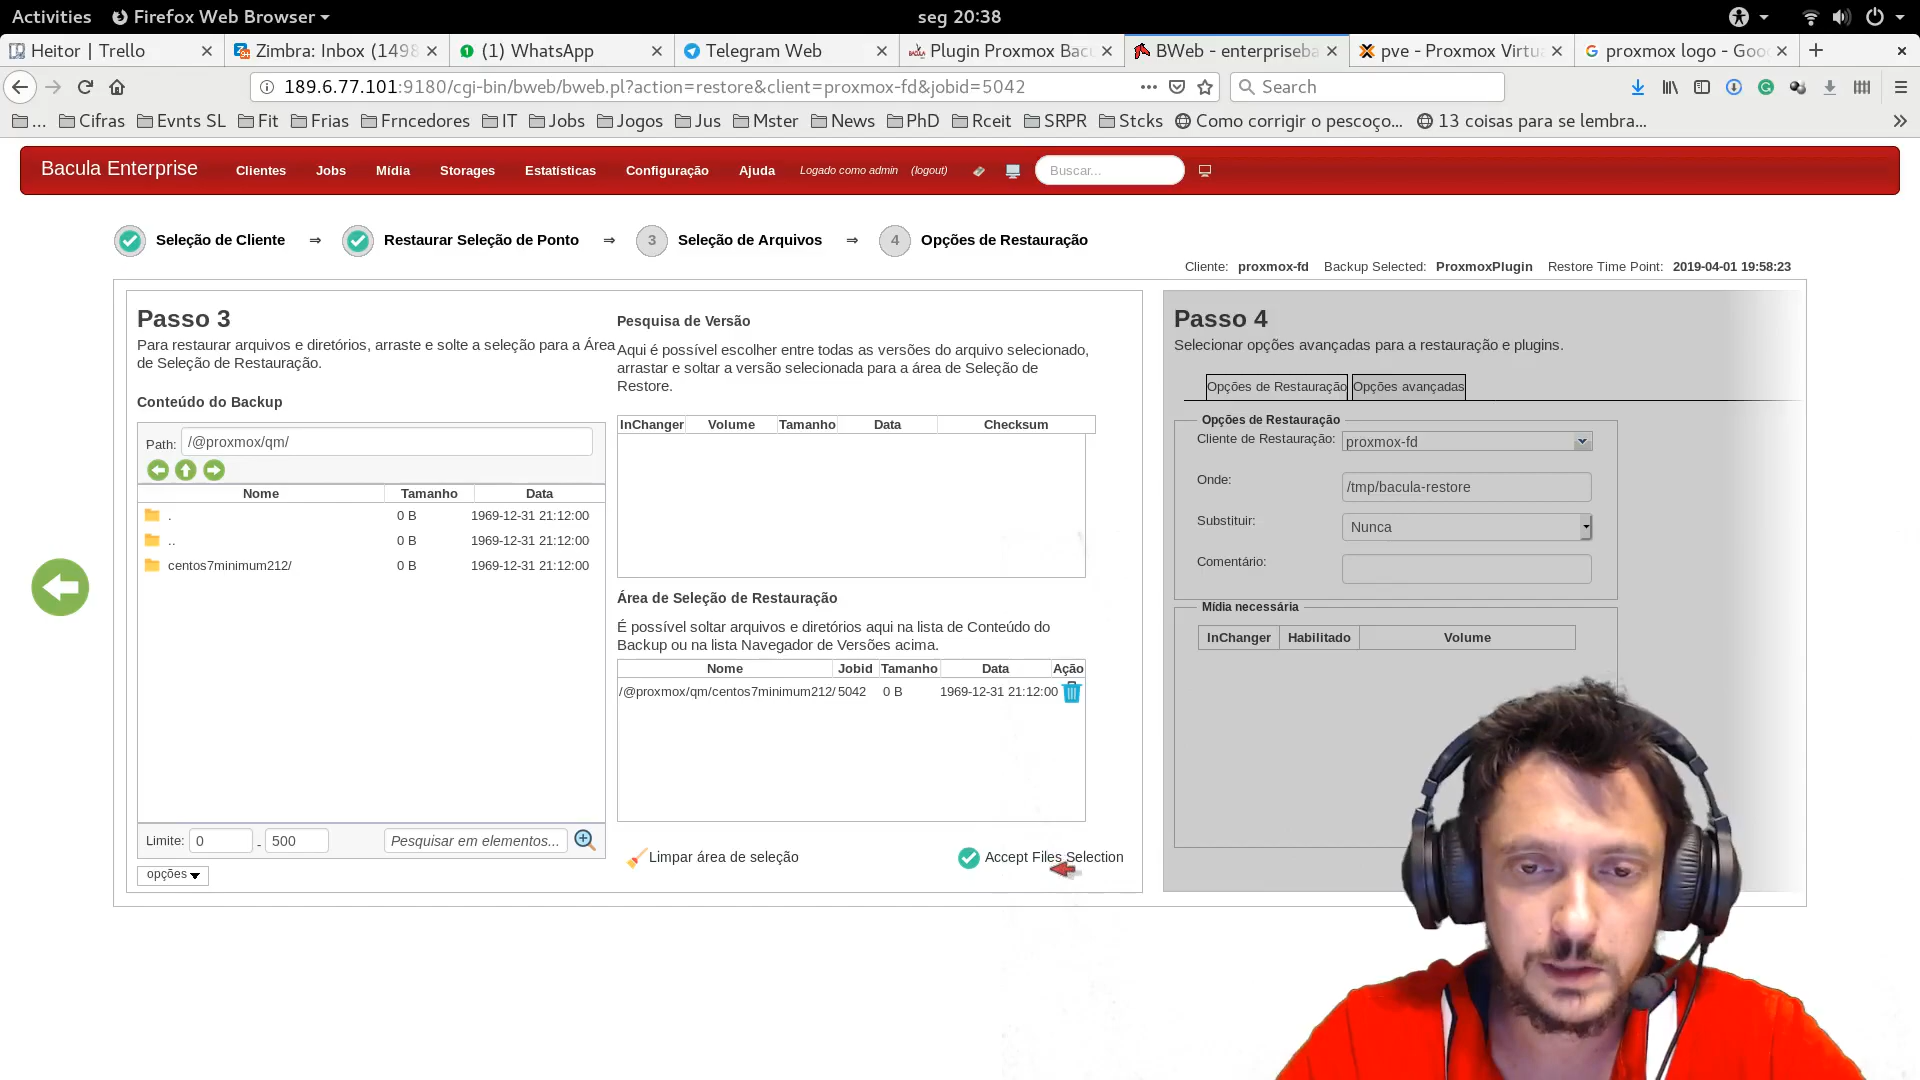 Activities
Firefox Web Browser
seg 20:38
Heitor | Trello
Zimbra: Inbox (1498
(1) WhatsApp
Telegram Web
Plugin Proxmox Bac
BWeb - enterpriseba
pve - Proxmox Virtu
proxmox logo - Goo
189.6.77.101:9180/cgi-bin/bweb/bweb.pl?action=restore&client=proxmox-fd&jobid=5042
Search
...
Cifras
Evnts SL
Fit
Frias
Frncedores
IT
Jobs
Jogos
Jus
Mster
News
PhD
Rceit
SRPR
Stcks
Como corrigir o pescoço...
13 coisas para se lembra...
Bacula Enterprise
Clientes
Jobs
Mídia
Storages
Estatísticas
Configuração
Ajuda
Logado como admin
(logout)
Buscar...
Seleção de Cliente
⇒
Restaurar Seleção de Ponto
⇒
3
Seleção de Arquivos
⇒
4
Opções de Restauração
Cliente: proxmox-fd
Backup Selected: ProxmoxPlugin
Restore Time Point: 2019-04-01 19:58:23
Passo 3
Para restaurar arquivos e diretórios, arraste e solte a seleção para a Área
de Seleção de Restauração.
Conteúdo do Backup
Path: /@proxmox/qm/
Nome Tamanho Data
. 0 B 1969-12-31 21:12:00
.. 0 B 1969-12-31 21:12:00
centos7minimum212/ 0 B 1969-12-31 21:12:00
Limite: 0 - 500
Pesquisar em elementos...
opções
Pesquisa de Versão
Aqui é possível escolher entre todas as versões do arquivo selecionado,
arrastar e soltar a versão selecionada para a área de Seleção de
Restore.
InChanger Volume Tamanho Data Checksum
Área de Seleção de Restauração
É possível soltar arquivos e diretórios aqui na lista de Conteúdo do
Backup ou na lista Navegador de Versões acima.
Nome Jobid Tamanho Data Ação
/@proxmox/qm/centos7minimum212/ 5042 0 B 1969-12-31 21:12:00
Limpar área de seleção
Accept Files Selection
Passo 4
Selecionar opções avançadas para a restauração e plugins.
Opções de Restauração
Opções avançadas
Opções de Restauração
Cliente de Restauração: proxmox-fd
Onde: /tmp/bacula-restore
Substituir: Nunca
Comentário:
Mídia necessária
InChanger Habilitado Volume